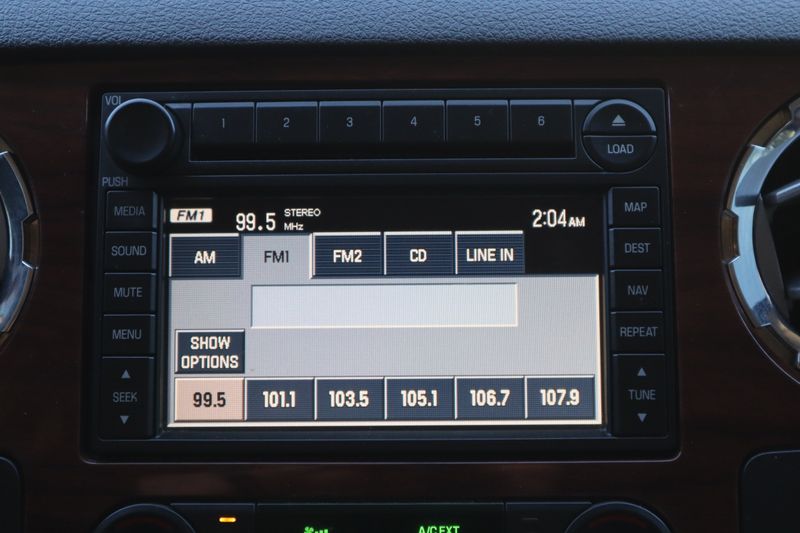 VOL
1 2 3 4 5 6
LOAD
PUSH
MEDIA
SOUND
MUTE
MENU
SEEK
FM1 99.5 STEREO MHz 2:04AM
AM FM1 FM2 CD LINE IN
SHOW
OPTIONS
99.5 101.1 103.5 105.1 106.7 107.9
MAP
DEST
NAV
REPEAT
TUNE
A/C EXT